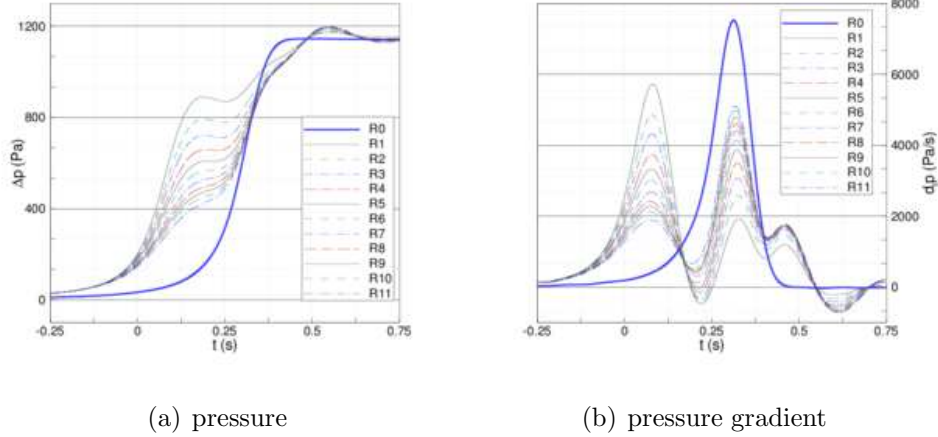 1200
800
400
0
Δp (Pa)
-0.25
0
0.25
0.5
0.75
t (s)
R0
R1
R2
R3
R4
R5
R6
R7
R8
R9
R10
R11
8000
6000
4000
2000
0
dₜp (Pa/s)
-0.25
0
0.25
0.5
0.75
t (s)
R0
R1
R2
R3
R4
R5
R6
R7
R8
R9
R10
R11
(a) pressure
(b) pressure gradient